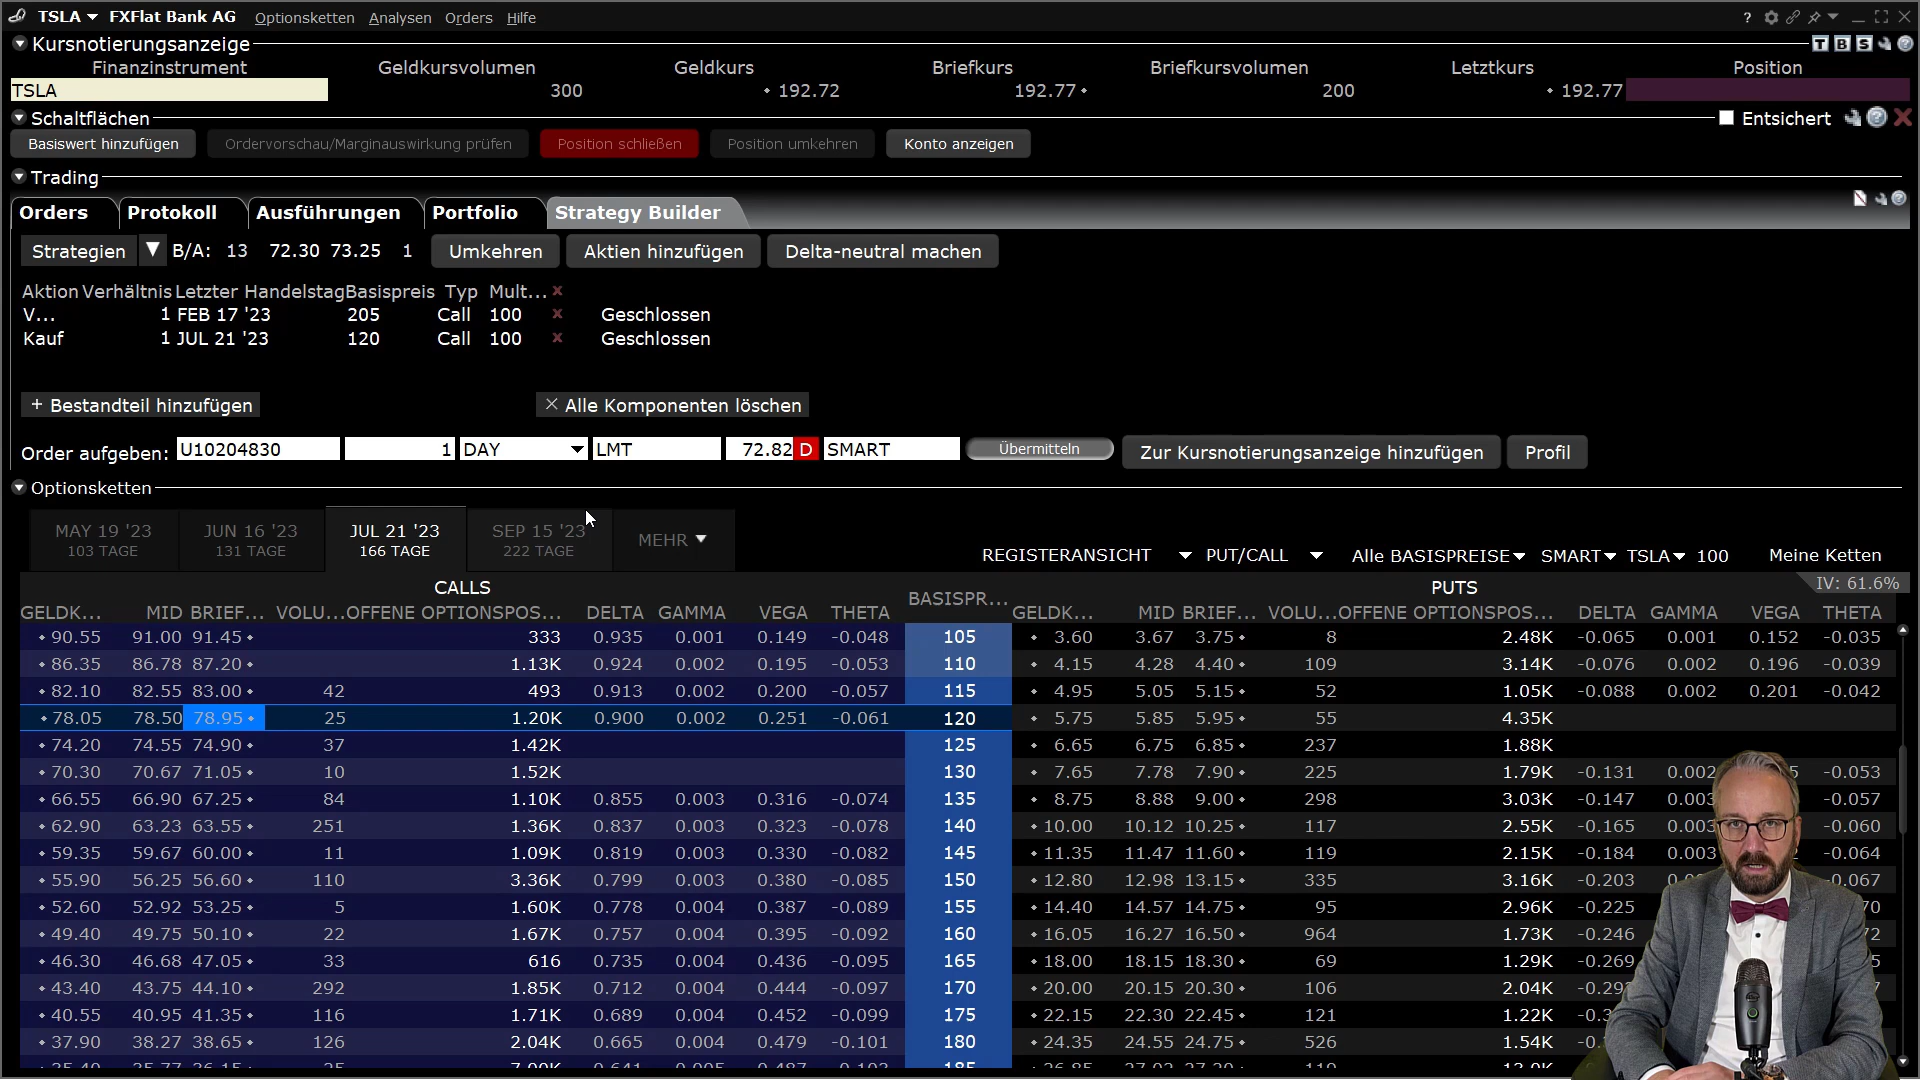 TSLA FXFlat Bank AG Optionsketten Analysen Orders Hilfe ?
Kursnotierungsanzeige T B S ?
Finanzinstrument Geldkursvolumen Geldkurs Briefkurs Briefkursvolumen Letztkurs Position
TSLA 300 192.72 192.77 200 192.77
Schaltflächen Entsichert ?
Basiswert hinzufügen Ordervorschau/Marginauswirkung prüfen Position schließen Position umkehren Konto anzeigen
Trading
Orders Protokoll Ausführungen Portfolio Strategy Builder ?
Strategien B/A: 13 72.30 73.25 1 Umkehren Aktien hinzufügen Delta-neutral machen
Aktion Verhältnis Letzter Handelstag Basispreis Typ Mult... x
V... 1 FEB 17 '23 205 Call 100 x Geschlossen
Kauf 1 JUL 21 '23 120 Call 100 x Geschlossen
+ Bestandteil hinzufügen × Alle Komponenten löschen
Order aufgeben: U10204830 1 DAY LMT 72.82 D SMART Übermitteln Zur Kursnotierungsanzeige hinzufügen Profil
Optionsketten
MAY 19 '23 JUN 16 '23 JUL 21 '23 SEP 15 '23 MEHR
103 TAGE 131 TAGE 166 TAGE 222 TAGE
REGISTERANSICHT PUT/CALL Alle BASISPREISE SMART TSLA 100 Meine Ketten
CALLS PUTS IV: 61.6%
GELDK... MID BRIEF... VOLU... OFFENE OPTIONSPOS... DELTA GAMMA VEGA THETA BASISPR... GELDK... MID BRIEF... VOLU... OFFENE OPTIONSPOS... DELTA GAMMA VEGA THETA
90.55 91.00 91.45 333 0.935 0.001 0.149 -0.048 105 3.60 3.67 3.75 8 2.48K -0.065 0.001 0.152 -0.035
86.35 86.78 87.20 1.13K 0.924 0.002 0.195 -0.053 110 4.15 4.28 4.40 109 3.14K -0.076 0.002 0.196 -0.039
82.10 82.55 83.00 42 493 0.913 0.002 0.200 -0.057 115 4.95 5.05 5.15 52 1.05K -0.088 0.002 0.201 -0.042
78.05 78.50 78.95 25 1.20K 0.900 0.002 0.251 -0.061 120 5.75 5.85 5.95 55 4.35K
74.20 74.55 74.90 37 1.42K 125 6.65 6.75 6.85 237 1.88K
70.30 70.67 71.05 10 1.52K 130 7.65 7.78 7.90 225 1.79K -0.131 0.002 -0.053
66.55 66.90 67.25 84 1.10K 0.855 0.003 0.316 -0.074 135 8.75 8.88 9.00 298 3.03K -0.147 0.003 -0.057
62.90 63.23 63.55 251 1.36K 0.837 0.003 0.323 -0.078 140 10.00 10.12 10.25 117 2.55K -0.165 0.003 -0.060
59.35 59.67 60.00 11 1.09K 0.819 0.003 0.330 -0.082 145 11.35 11.47 11.60 119 2.15K -0.184 0.003 -0.064
55.90 56.25 56.60 110 3.36K 0.799 0.003 0.380 -0.085 150 12.80 12.98 13.15 335 3.16K -0.203
52.60 52.92 53.25 5 1.60K 0.778 0.004 0.387 -0.089 155 14.40 14.57 14.75 95 2.96K -0.225
49.40 49.75 50.10 22 1.67K 0.757 0.004 0.395 -0.092 160 16.05 16.27 16.50 964 1.73K -0.246
46.30 46.68 47.05 33 616 0.735 0.004 0.436 -0.095 165 18.00 18.15 18.30 69 1.29K -0.269
43.40 43.75 44.10 292 1.85K 0.712 0.004 0.444 -0.097 170 20.00 20.15 20.30 106 2.04K
40.55 40.95 41.35 116 1.71K 0.689 0.004 0.452 -0.099 175 22.15 22.30 22.45 121 1.22K
37.90 38.27 38.65 126 2.04K 0.665 0.004 0.479 -0.101 180 24.35 24.55 24.75 526 1.54K